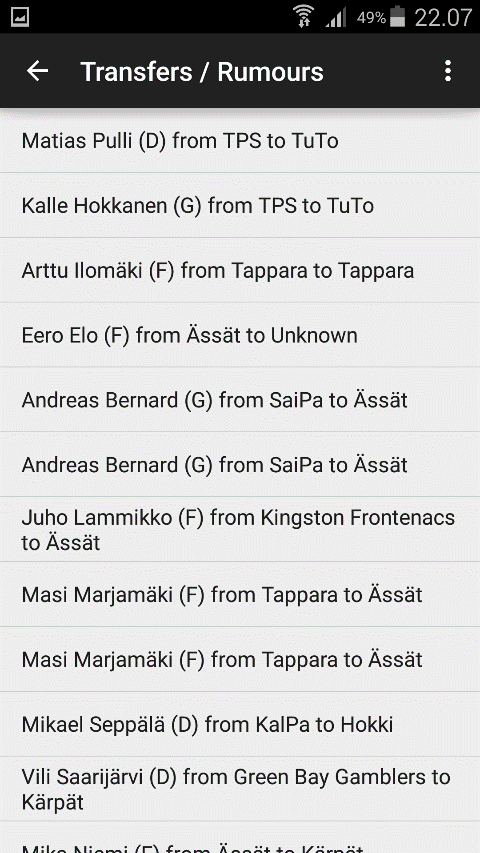 49% 22.07
Transfers / Rumours
Matias Pulli (D) from TPS to TuTo
Kalle Hokkanen (G) from TPS to TuTo
Arttu Ilomäki (F) from Tappara to Tappara
Eero Elo (F) from Ässät to Unknown
Andreas Bernard (G) from SaiPa to Ässät
Andreas Bernard (G) from SaiPa to Ässät
Juho Lammikko (F) from Kingston Frontenacs
to Ässät
Masi Marjamäki (F) from Tappara to Ässät
Masi Marjamäki (F) from Tappara to Ässät
Mikael Seppälä (D) from KalPa to Hokki
Vili Saarijärvi (D) from Green Bay Gamblers to
Kärpät
Mika Niemi (F) from Ässät to Kärpät